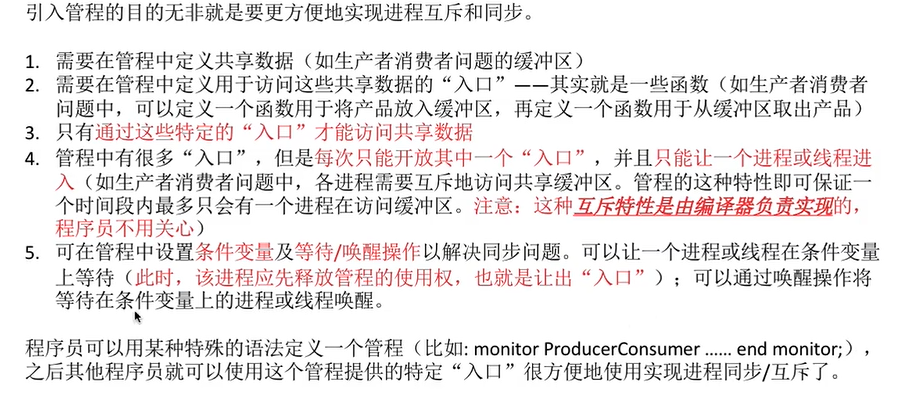 引入管程的目的无非就是要更方便地实现进程互斥和同步。
1. 需要在管程中定义共享数据（如生产者消费者问题的缓冲区）
2. 需要在管程中定义用于访问这些共享数据的“入口”——其实就是一些函数（如生产者消费者
问题中，可以定义一个函数用于将产品放入缓冲区，再定义一个函数用于从缓冲区取出产品）
3. 只有通过这些特定的“入口”才能访问共享数据
4. 管程中有很多“入口”，但是每次只能开放其中一个“入口”，并且只能让一个进程或线程进
入（如生产者消费者问题中，各进程需要互斥地访问共享缓冲区。管程的这种特性即可保证一
个时间段内最多只会有一个进程在访问缓冲区。注意：这种互斥特性是由编译器负责实现的，
程序员不用关心）
5. 可在管程中设置条件变量及等待/唤醒操作以解决同步问题。可以让一个进程或线程在条件变量
上等待（此时，该进程应先释放管程的使用权，也就是让出“入口”）；可以通过唤醒操作将
等待在条件变量上的进程或线程唤醒。
程序员可以用某种特殊的语法定义一个管程（比如: monitor ProducerConsumer …… end monitor;），
之后其他程序员就可以使用这个管程提供的特定“入口”很方便地使用实现进程同步/互斥了。